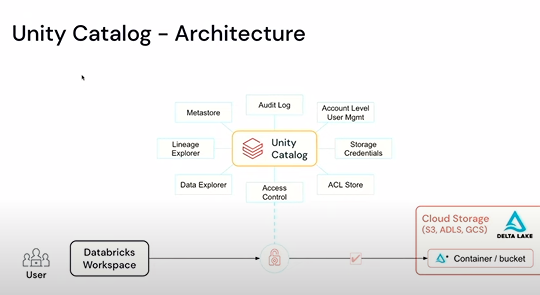 Unity Catalog - Architecture
Audit Log
Metastore
Account Level
User Mgmt
Lineage
Explorer
Unity
Catalog
Storage
Credentials
Data Explorer
Access
Control
ACL Store
Cloud Storage
(S3, ADLS, GCS)
DELTA LAKE
User
Databricks
Workspace
Container / bucket